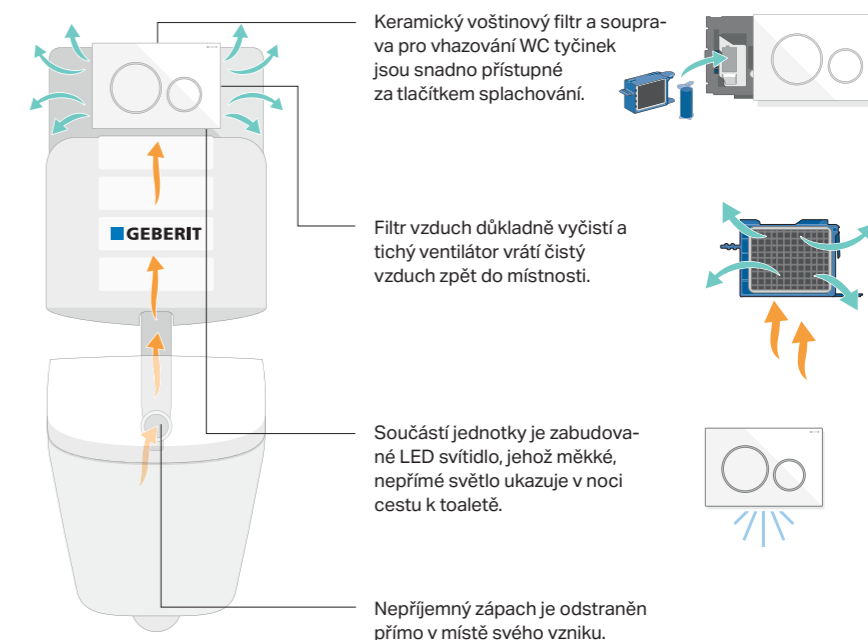 Keramický voštinový filtr a soupra-
va pro vhazování WC tyčinek
jsou snadno přístupné
za tlačítkem splachování.
GEBERIT
Filtr vzduch důkladně vyčistí a
tichý ventilátor vrátí čistý
vzduch zpět do místnosti.
Součástí jednotky je zabudova-
né LED svítidlo, jehož měkké,
nepřímé světlo ukazuje v noci
cestu k toaletě.
Nepříjemný zápach je odstraněn
přímo v místě svého vzniku.